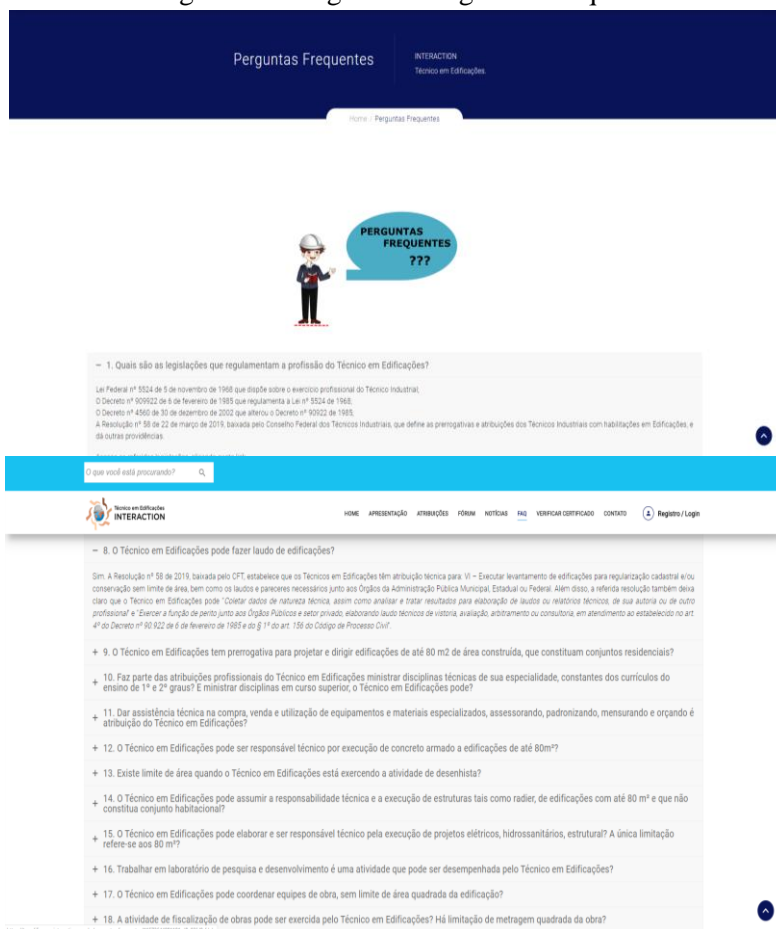 Perguntas Frequentes
INTERACTION
Técnico em Edificações.
Home / Perguntas Frequentes
PERGUNTAS
FREQUENTES
???
− 1. Quais são as legislações que regulamentam a profissão do Técnico em Edificações?
Lei Federal nº 5524 de 5 de novembro de 1968 que dispõe sobre o exercício profissional do Técnico Industrial;
O Decreto nº 909922 de 6 de fevereiro de 1985 que regulamenta a Lei nº 5524 de 1968;
O Decreto nº 4560 de 30 de dezembro de 2002 que alterou o Decreto nº 90922 de 1985;
A Resolução nº 58 de 22 de março de 2019, baixada pelo Conselho Federal dos Técnicos Industriais, que define as prerrogativas e atribuições dos Técnicos Industriais com habilitações em Edificações, e
dá outras providências.
O que você está procurando?
Técnico em Edificações
INTERACTION
HOME APRESENTAÇÃO ATRIBUIÇÕES FÓRUM NOTÍCIAS FAQ VERIFICAR CERTIFICADO CONTATO Registro / Login
− 8. O Técnico em Edificações pode fazer laudo de edificações?
Sim. A Resolução nº 58 de 2019, baixada pelo CFT, estabelece que os Técnicos em Edificações têm atribuição técnica para: VI – Executar levantamento de edificações para regularização cadastral e/ou
conservação sem limite de área, bem como os laudos e pareceres necessários junto aos Órgãos da Administração Pública Municipal, Estadual ou Federal. Além disso, a referida resolução também deixa
claro que o Técnico em Edificações pode "Coletar dados de natureza técnica, assim como analisar e tratar resultados para elaboração de laudos ou relatórios técnicos, de sua autoria ou de outro
profissional" e "Exercer a função de perito junto aos Órgãos Públicos e setor privado, elaborando laudo técnicos de vistoria, avaliação, arbitramento ou consultoria, em atendimento ao estabelecido no art.
4º do Decreto nº 90.922 de 6 de fevereiro de 1985 e do § 1º do art. 156 do Código de Processo Civil".
+ 9. O Técnico em Edificações tem prerrogativa para projetar e dirigir edificações de até 80 m2 de área construída, que constituam conjuntos residenciais?
+ 10. Faz parte das atribuições profissionais do Técnico em Edificações ministrar disciplinas técnicas de sua especialidade, constantes dos currículos do
ensino de 1º e 2º graus? E ministrar disciplinas em curso superior, o Técnico em Edificações pode?
+ 11. Dar assistência técnica na compra, venda e utilização de equipamentos e materiais especializados, assessorando, padronizando, mensurando e orçando é
atribuição do Técnico em Edificações?
+ 12. O Técnico em Edificações pode ser responsável técnico por execução de concreto armado a edificações de até 80m²?
+ 13. Existe limite de área quando o Técnico em Edificações está exercendo a atividade de desenhista?
+ 14. O Técnico em Edificações pode assumir a responsabilidade técnica e a execução de estruturas tais como radier, de edificações com até 80 m² e que não
constitua conjunto habitacional?
+ 15. O Técnico em Edificações pode elaborar e ser responsável técnico pela execução de projetos elétricos, hidrossanitários, estrutural? A única limitação
refere-se aos 80 m²?
+ 16. Trabalhar em laboratório de pesquisa e desenvolvimento é uma atividade que pode ser desempenhada pelo Técnico em Edificações?
+ 17. O Técnico em Edificações pode coordenar equipes de obra, sem limite de área quadrada da edificação?
+ 18. A atividade de fiscalização de obras pode ser exercida pelo Técnico em Edificações? Há limitação de metragem quadrada da obra?